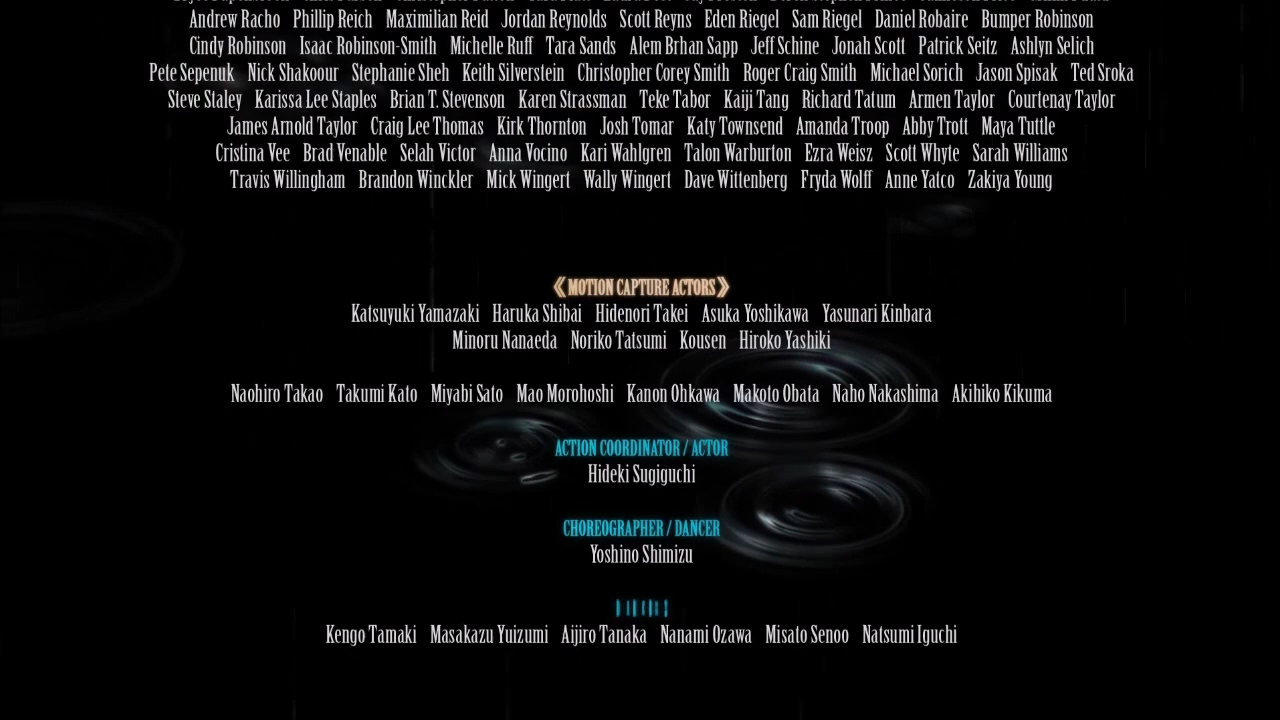 Andrew Racho Phillip Reich Maximilian Reid Jordan Reynolds Scott Reyns Eden Riegel Sam Riegel Daniel Robaire Bumper Robinson
Cindy Robinson Isaac Robinson-Smith Michelle Ruff Tara Sands Alem Brhan Sapp Jeff Schine Jonah Scott Patrick Seitz Ashlyn Selich
Pete Sepenuk Nick Shakoour Stephanie Sheh Keith Silverstein Christopher Corey Smith Roger Craig Smith Michael Sorich Jason Spisak Ted Sroka
Steve Staley Karissa Lee Staples Brian T. Stevenson Karen Strassman Teke Tabor Kaiji Tang Richard Tatum Armen Taylor Courtenay Taylor
James Arnold Taylor Craig Lee Thomas Kirk Thornton Josh Tomar Katy Townsend Amanda Troop Abby Trott Maya Tuttle
Cristina Vee Brad Venable Selah Victor Anna Vocino Kari Wahlgren Talon Warburton Ezra Weisz Scott Whyte Sarah Williams
Travis Willingham Brandon Winckler Mick Wingert Wally Wingert Dave Wittenberg Fryda Wolff Anne Yatco Zakiya Young
《MOTION CAPTURE ACTORS》
Katsuyuki Yamazaki Haruka Shibai Hidenori Takei Asuka Yoshikawa Yasunari Kinbara
Minoru Nanaeda Noriko Tatsumi Kousen Hiroko Yashiki
Naohiro Takao Takumi Kato Miyabi Sato Mao Morohoshi Kanon Ohkawa Makoto Obata Naho Nakashima Akihiko Kikuma
ACTION COORDINATOR / ACTOR
Hideki Sugiguchi
CHOREOGRAPHER / DANCER
Yoshino Shimizu
Kengo Tamaki Masakazu Yuizumi Aijiro Tanaka Nanami Ozawa Misato Senoo Natsumi Iguchi